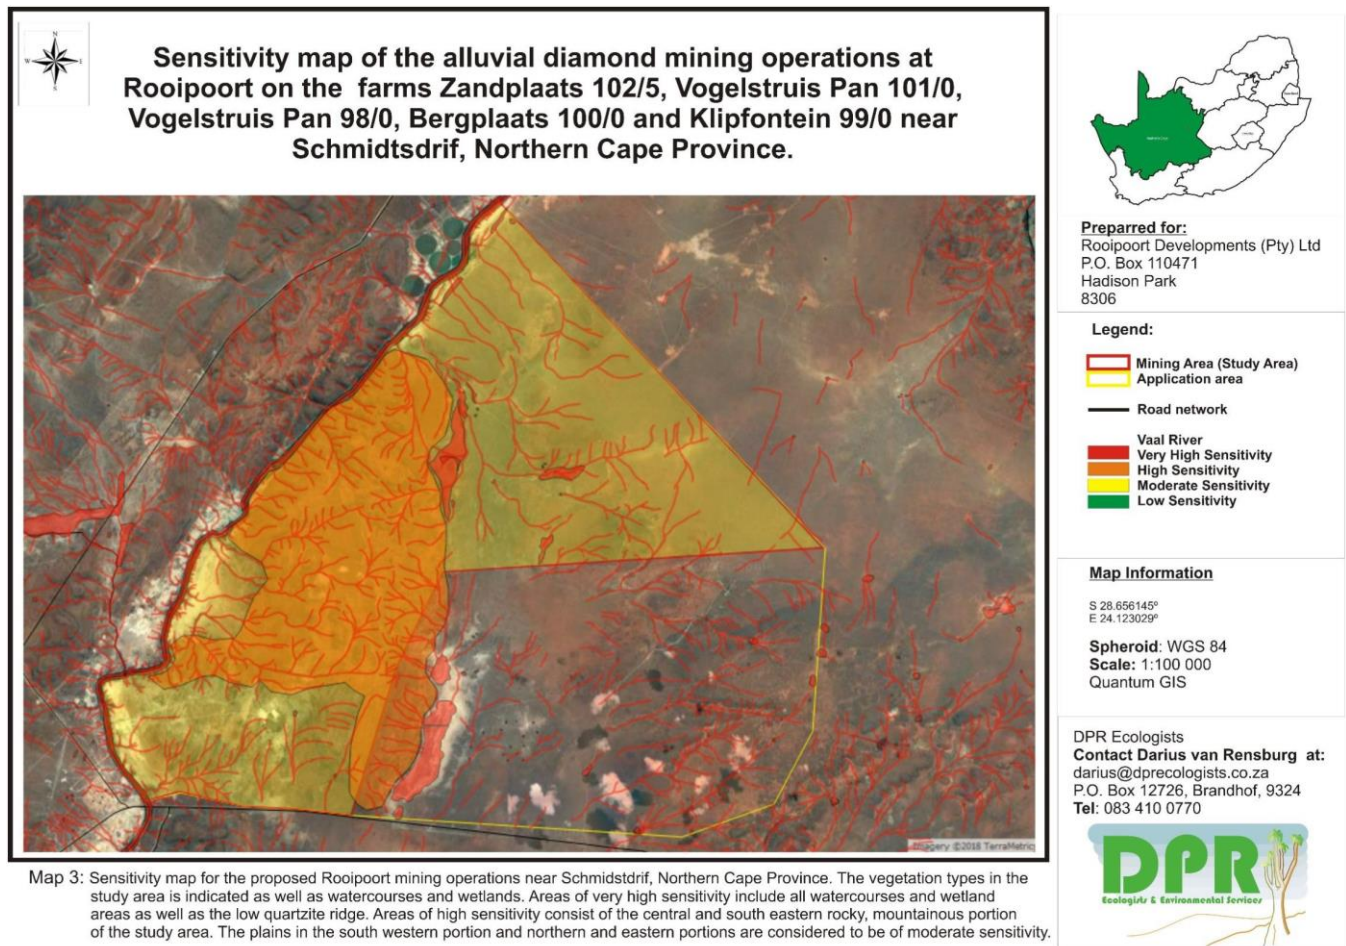 N
W
E
S
Sensitivity map of the alluvial diamond mining operations at
Rooipoort on the farms Zandplaats 102/5, Vogelstruis Pan 101/0,
Vogelstruis Pan 98/0, Bergplaats 100/0 and Klipfontein 99/0 near
Schmidtsdrif, Northern Cape Province.
Imagery ©2018 TerraMetrics
Map 3: Sensitivity map for the proposed Rooipoort mining operations near Schmidstdrif, Northern Cape Province. The vegetation types in the
study area is indicated as well as watercourses and wetlands. Areas of very high sensitivity include all watercourses and wetland
areas as well as the low quartzite ridge. Areas of high sensitivity consist of the central and south eastern rocky, mountainous portion
of the study area. The plains in the south western portion and northern and eastern portions are considered to be of moderate sensitivity.
Preparred for:
Rooipoort Developments (Pty) Ltd
P.O. Box 110471
Hadison Park
8306
Legend:
Mining Area (Study Area)
Application area
Road network
Vaal River
Very High Sensitivity
High Sensitivity
Moderate Sensitivity
Low Sensitivity
Map Information
S 28.656145º
E 24.123029º
Spheroid: WGS 84
Scale: 1:100 000
Quantum GIS
DPR Ecologists
Contact Darius van Rensburg at:
darius@dprecologists.co.za
P.O. Box 12726, Brandhof, 9324
Tel: 083 410 0770
DPR
Ecologists & Environmental Services